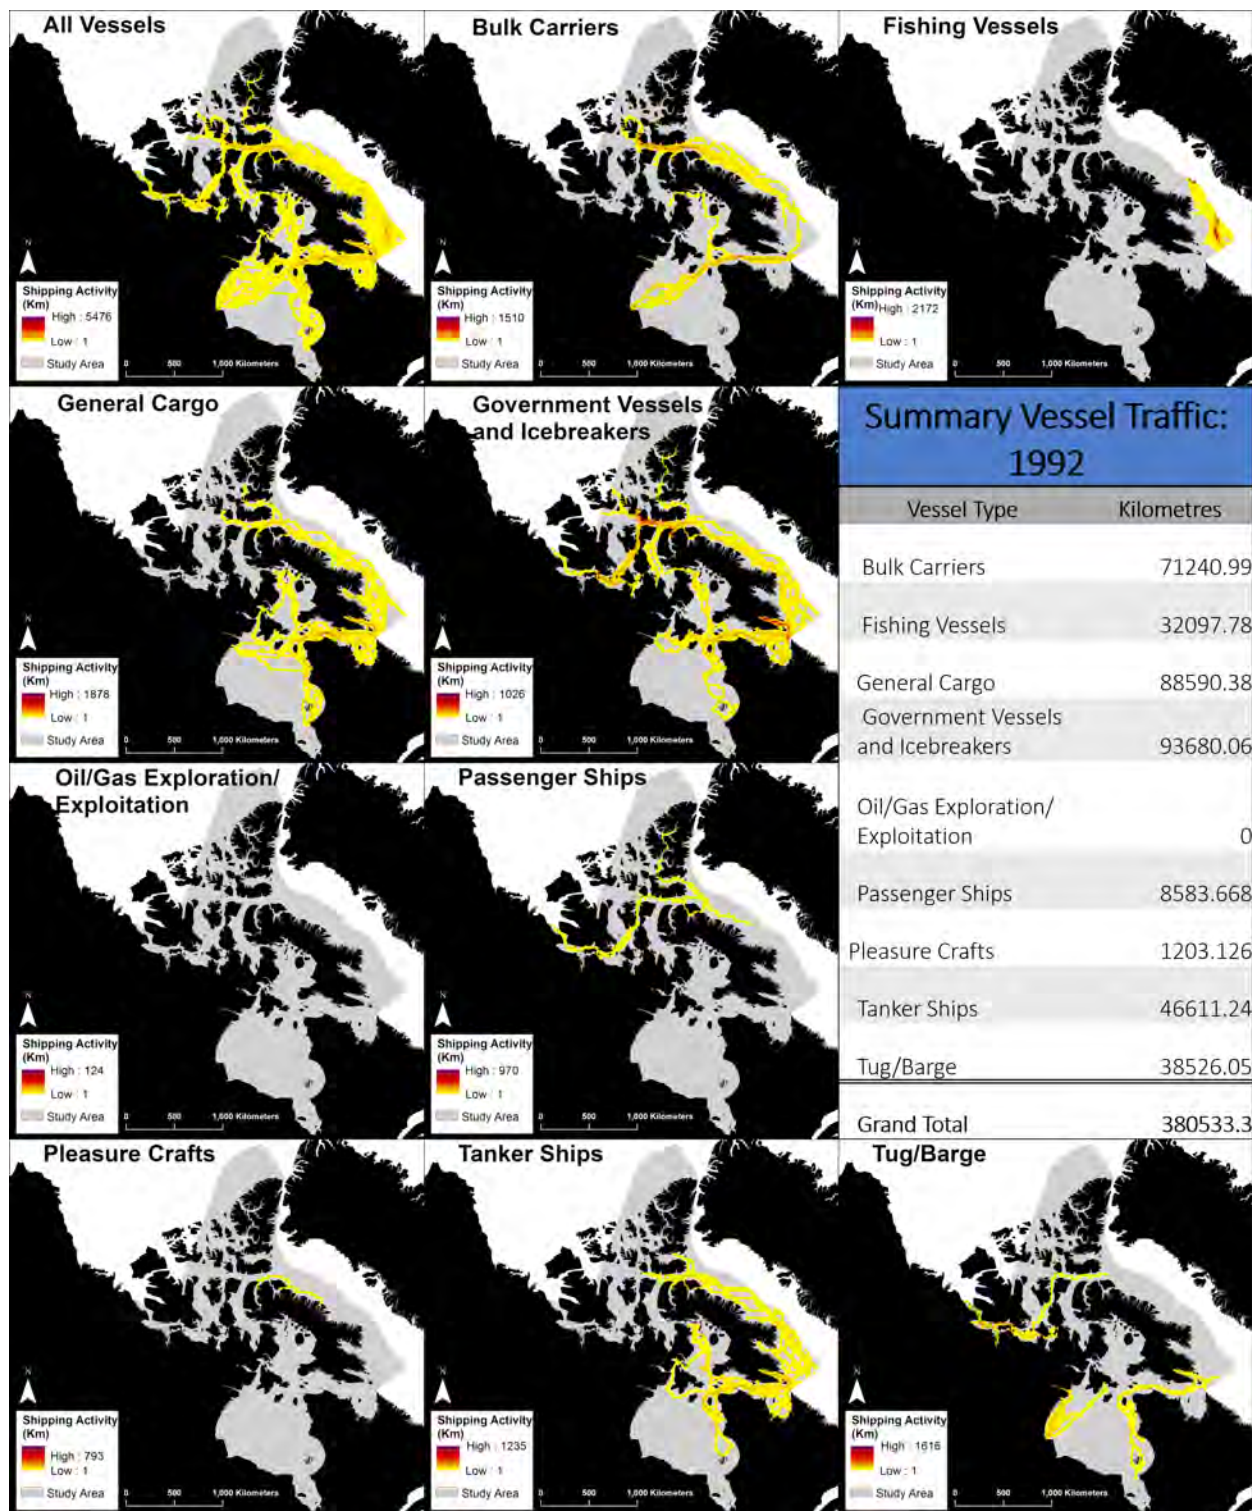 All Vessels
N
Shipping Activity
(Km)
High : 5476
Low : 1
Study Area
0 500 1,000 Kilometers
Bulk Carriers
N
Shipping Activity
(Km)
High : 1510
Low : 1
Study Area
0 500 1,000 Kilometers
Fishing Vessels
N
Shipping Activity
(Km)
High : 2172
Low : 1
Study Area
0 500 1,000 Kilometers
General Cargo
N
Shipping Activity
(Km)
High : 1878
Low : 1
Study Area
0 500 1,000 Kilometers
Government Vessels
and Icebreakers
N
Shipping Activity
(Km)
High : 1026
Low : 1
Study Area
0 500 1,000 Kilometers
Summary Vessel Traffic:
1992
Vessel Type Kilometres
Bulk Carriers 71240.99
Fishing Vessels 32097.78
General Cargo 88590.38
Government Vessels
and Icebreakers 93680.06
Oil/Gas Exploration/
Exploitation 0
Passenger Ships 8583.668
Pleasure Crafts 1203.126
Tanker Ships 46611.24
Tug/Barge 38526.05
Grand Total 380533.3
Oil/Gas Exploration/
Exploitation
N
Shipping Activity
(Km)
High : 124
Low : 1
Study Area
0 500 1,000 Kilometers
Passenger Ships
N
Shipping Activity
(Km)
High : 970
Low : 1
Study Area
0 500 1,000 Kilometers
Pleasure Crafts
N
Shipping Activity
(Km)
High : 793
Low : 1
Study Area
0 500 1,000 Kilometers
Tanker Ships
N
Shipping Activity
(Km)
High : 1235
Low : 1
Study Area
0 500 1,000 Kilometers
Tug/Barge
N
Shipping Activity
(Km)
High : 1616
Low : 1
Study Area
0 500 1,000 Kilometers